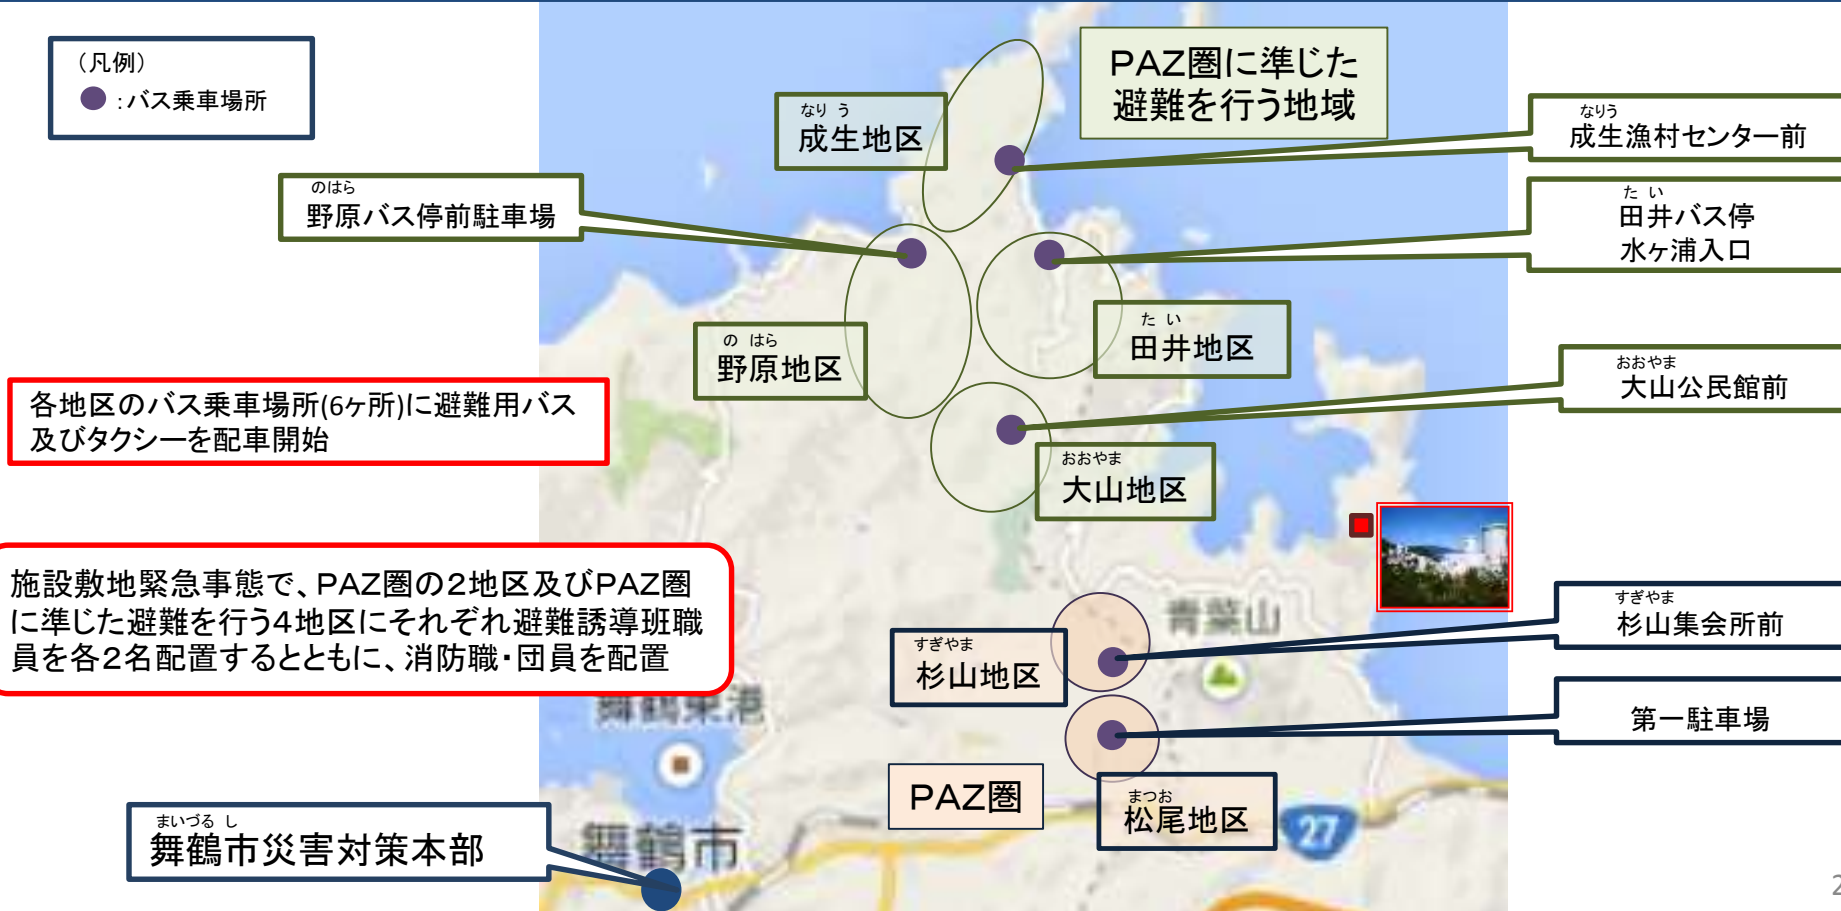 (凡例)
●:バス乗車場所
PAZ圏に準じた
避難を行う地域
なり う
成生地区
なりう
成生漁村センター前
のはら
野原バス停前駐車場
た い
田井バス停
水ヶ浦入口
の はら
野原地区
た い
田井地区
おおやま
大山公民館前
各地区のバス乗車場所(6ヶ所)に避難用バス
及びタクシーを配車開始
おおやま
大山地区
施設敷地緊急事態で、PAZ圏の2地区及びPAZ圏
に準じた避難を行う4地区にそれぞれ避難誘導班職
員を各2名配置するとともに、消防職・団員を配置
青葉山
すぎやま
杉山集会所前
すぎやま
杉山地区
舞鶴東港
第一駐車場
PAZ圏
まつお
松尾地区
27
まいづる し
舞鶴市災害対策本部
舞鶴市
2